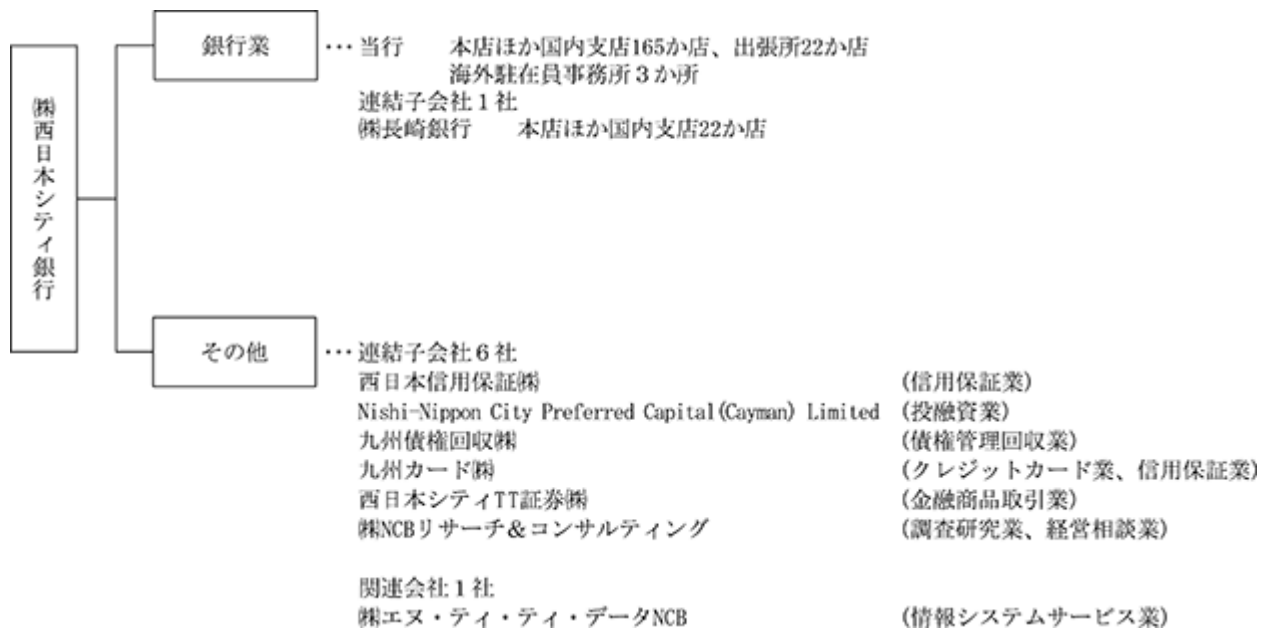 ㈱西日本シティ銀行
銀行業
… 当行 本店ほか国内支店165か店、出張所22か店
海外駐在員事務所3か所
連結子会社1社
㈱長崎銀行 本店ほか国内支店22か店
その他
… 連結子会社6社
西日本信用保証㈱ (信用保証業)
Nishi-Nippon City Preferred Capital(Cayman) Limited (投融資業)
九州債権回収㈱ (債権管理回収業)
九州カード㈱ (クレジットカード業、信用保証業)
西日本シティTT証券㈱ (金融商品取引業)
㈱NCBリサーチ&コンサルティング (調査研究業、経営相談業)
関連会社1社
㈱エヌ・ティ・ティ・データNCB (情報システムサービス業)